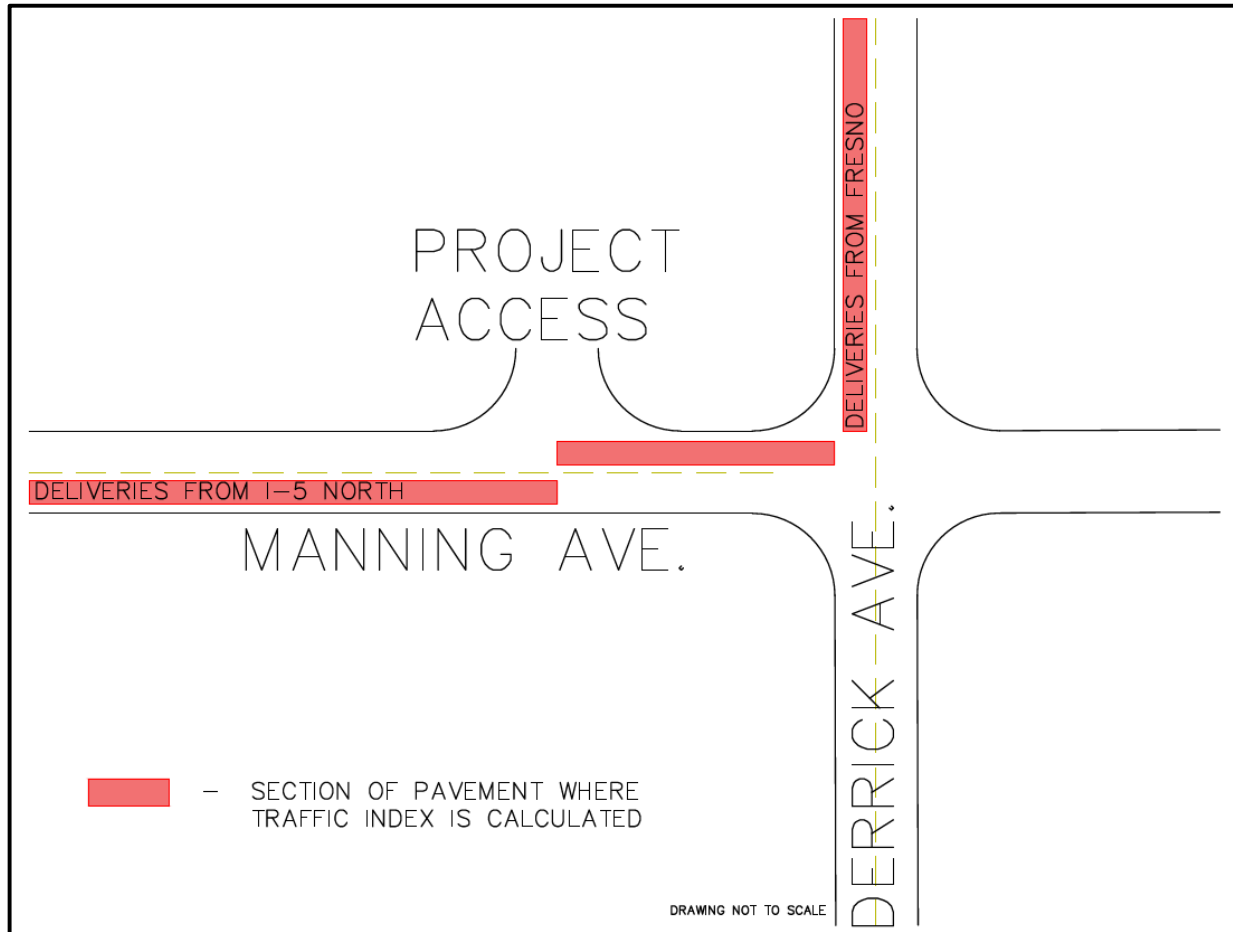 DELIVERIES FROM FRESNO
PROJECT
ACCESS
DELIVERIES FROM I-5 NORTH
MANNING AVE.
DERRICK AVE.
- SECTION OF PAVEMENT WHERE
TRAFFIC INDEX IS CALCULATED
DRAWING NOT TO SCALE